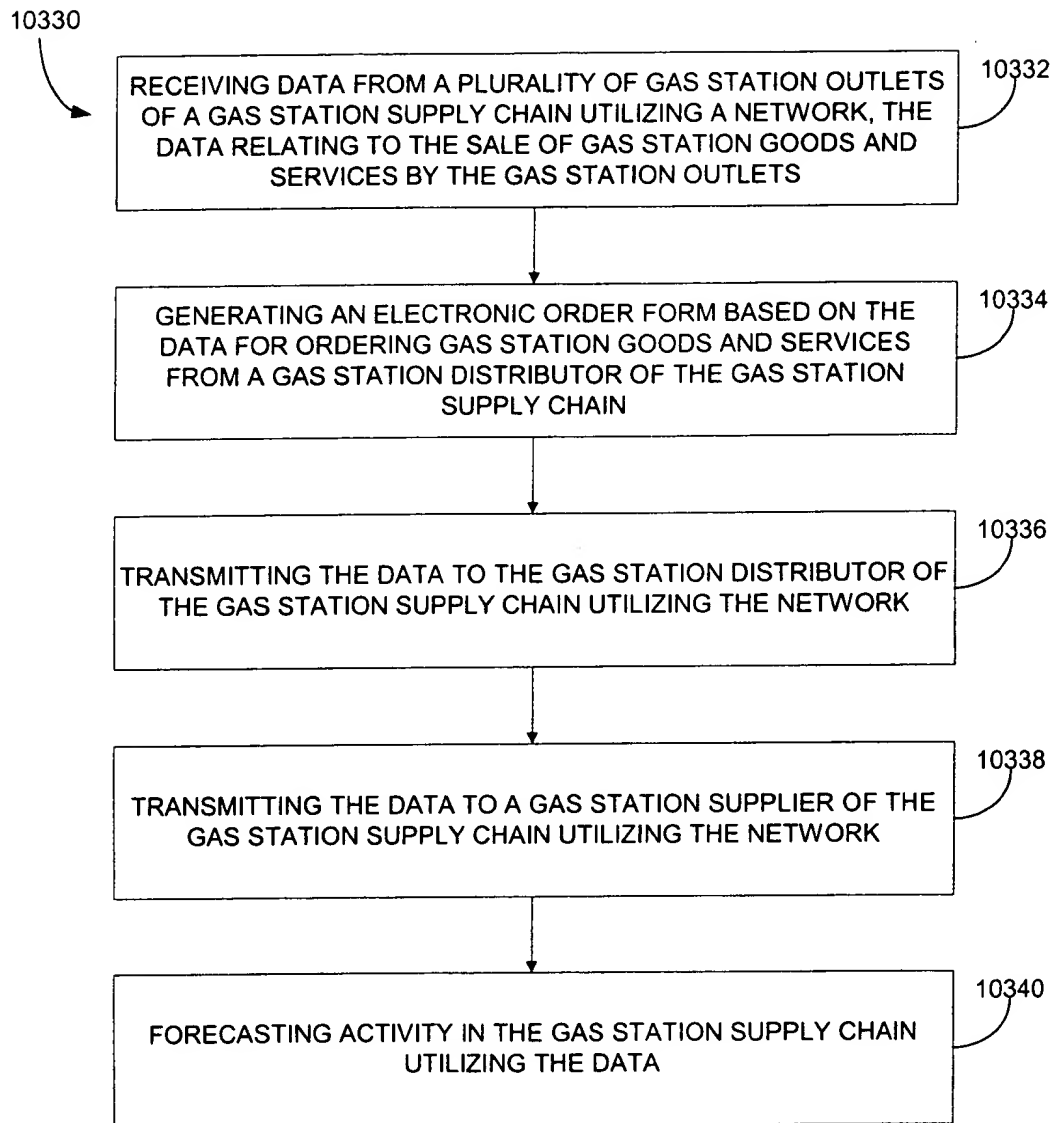 10330
10332
RECEIVING DATA FROM A PLURALITY OF GAS STATION OUTLETS
OF A GAS STATION SUPPLY CHAIN UTILIZING A NETWORK, THE
DATA RELATING TO THE SALE OF GAS STATION GOODS AND
SERVICES BY THE GAS STATION OUTLETS
10334
GENERATING AN ELECTRONIC ORDER FORM BASED ON THE
DATA FOR ORDERING GAS STATION GOODS AND SERVICES
FROM A GAS STATION DISTRIBUTOR OF THE GAS STATION
SUPPLY CHAIN
10336
TRANSMITTING THE DATA TO THE GAS STATION DISTRIBUTOR OF
THE GAS STATION SUPPLY CHAIN UTILIZING THE NETWORK
10338
TRANSMITTING THE DATA TO A GAS STATION SUPPLIER OF THE
GAS STATION SUPPLY CHAIN UTILIZING THE NETWORK
10340
FORECASTING ACTIVITY IN THE GAS STATION SUPPLY CHAIN
UTILIZING THE DATA